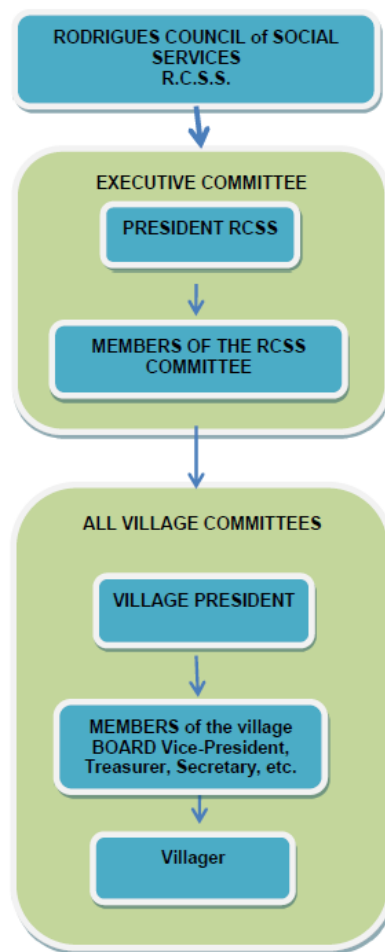 RODRIGUES COUNCIL of SOCIAL
SERVICES
R.C.S.S.
EXECUTIVE COMMITTEE
PRESIDENT RCSS
MEMBERS OF THE RCSS
COMMITTEE
ALL VILLAGE COMMITTEES
VILLAGE PRESIDENT
MEMBERS of the village
BOARD Vice-President,
Treasurer, Secretary, etc.
Villager